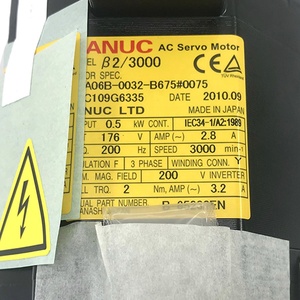 ANUC AC Servo Motor
EL β2/3000
OR SPEC.
A06B-0032-B675#0075
C109G6335 DATE 2010.09
NUC LTD MADE IN JAPAN
PUT 0.5 kW CONT. IEC34-1/A2:1989
176 V AMP(~) 2.8 A
200 Hz SPEED 3000 min-1
LATION F 3 PHASE WINDING CONN. Y
M. MAG. FIELD 200 V INVERTER
LL TRQ. 2 Nm, AMP(~) 3.2 A
UAL PART NUMBER
ANASH